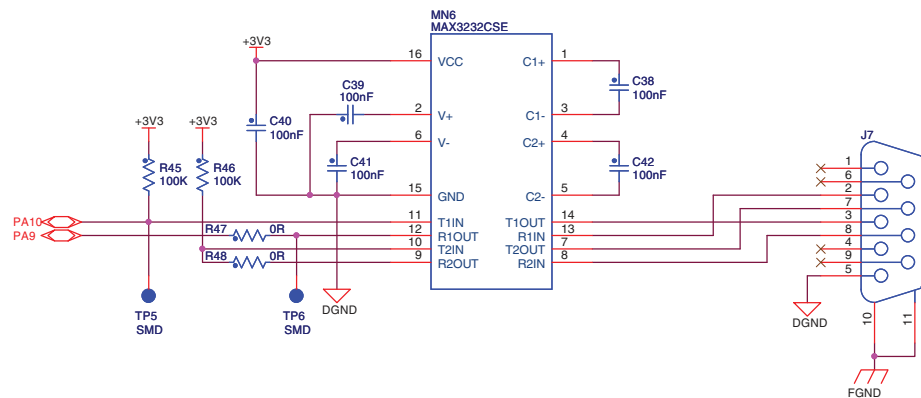 MN6
MAX3232CSE
+3V3
16 VCC C1+ 1
C39
100nF
C38
100nF
2 V+ C1- 3
C40
100nF
6 V- C2+ 4
+3V3 +3V3
R45
100K
R46
100K
C41
100nF
C42
100nF
15 GND C2- 5
PA10 11 T1IN T1OUT 14
PA9 R47 0R 12 R1OUT R1IN 13
10 T2IN T2OUT 7
R48 0R 9 R2OUT R2IN 8
J7
1
6
2
7
3
8
4
9
5
10
11
TP5
SMD
TP6
SMD
DGND
DGND
FGND